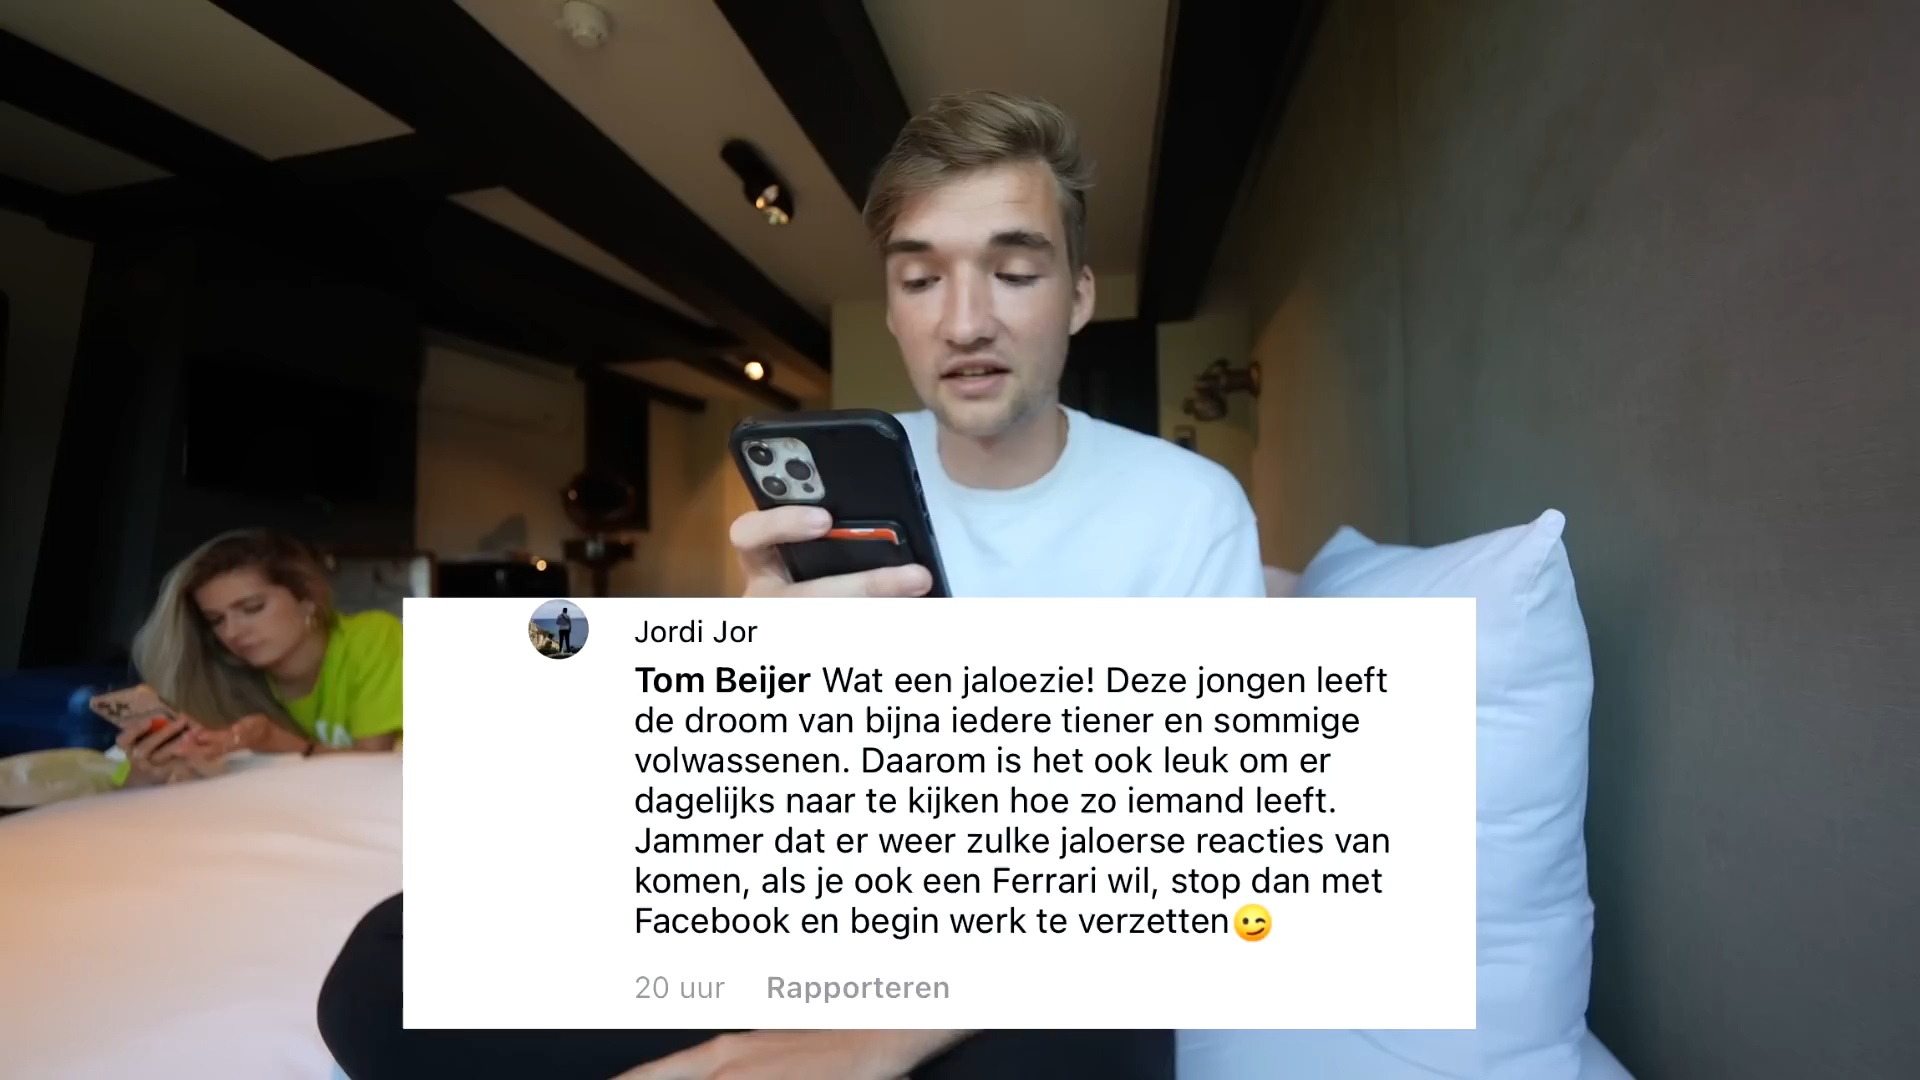 Jordi Jor
Tom Beijer Wat een jaloezie! Deze jongen leeft
de droom van bijna iedere tiener en sommige
volwassenen. Daarom is het ook leuk om er
dagelijks naar te kijken hoe zo iemand leeft.
Jammer dat er weer zulke jaloerse reacties van
komen, als je ook een Ferrari wil, stop dan met
Facebook en begin werk te verzetten😉
20 uur Rapporteren